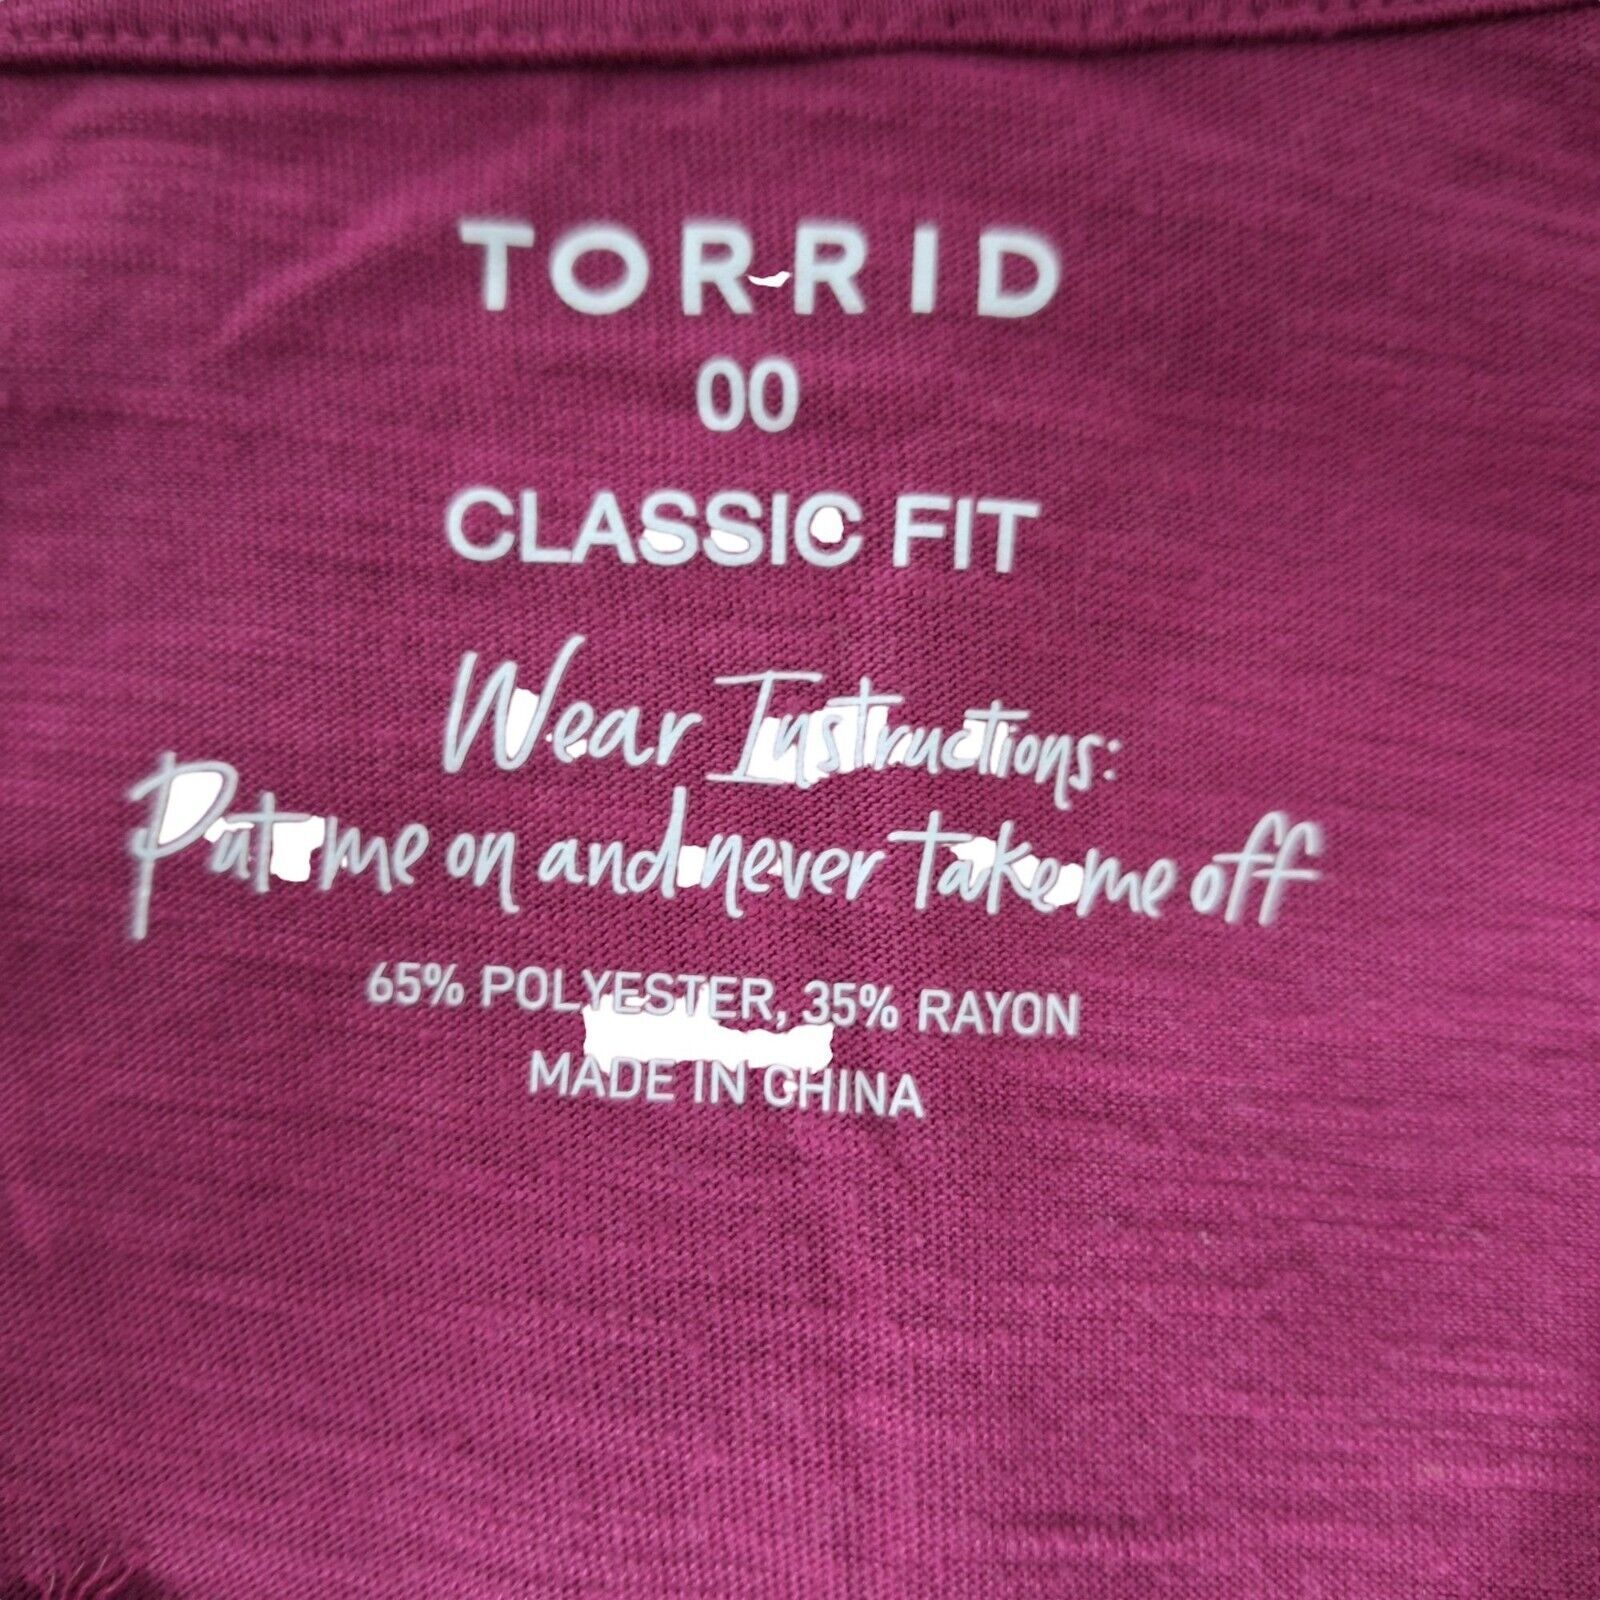 TORRID
00
CLASSIC FIT
Wear Instructions:
Put me on and never take me off
65% POLYESTER, 35% RAYON
MADE IN CHINA